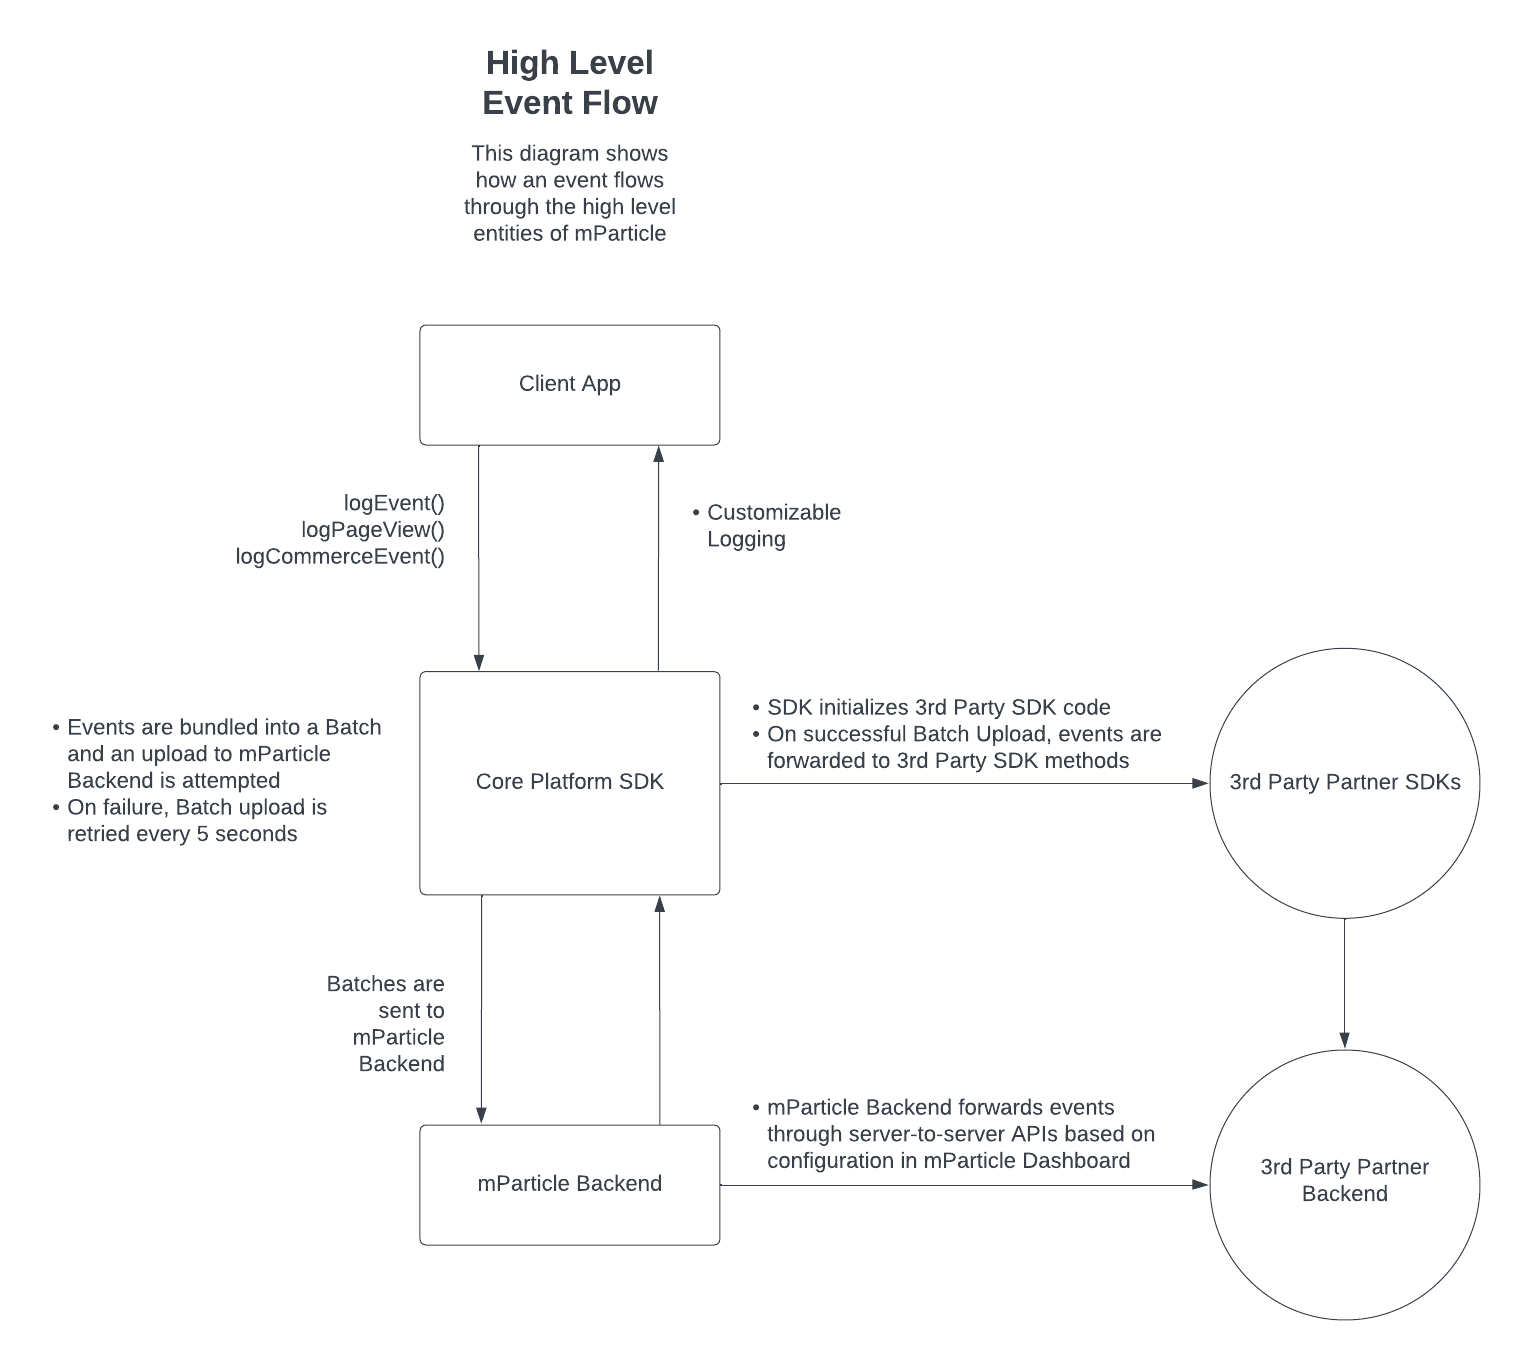 High Level
Event Flow
This diagram shows
how an event flows
through the high level
entities of mParticle
Client App
logEvent()
logPageView()
logCommerceEvent()
• Customizable
Logging
• Events are bundled into a Batch
and an upload to mParticle
Backend is attempted
• On failure, Batch upload is
retried every 5 seconds
Core Platform SDK
• SDK initializes 3rd Party SDK code
• On successful Batch Upload, events are
forwarded to 3rd Party SDK methods
3rd Party Partner SDKs
Batches are
sent to
mParticle
Backend
mParticle Backend
• mParticle Backend forwards events
through server-to-server APIs based on
configuration in mParticle Dashboard
3rd Party Partner
Backend